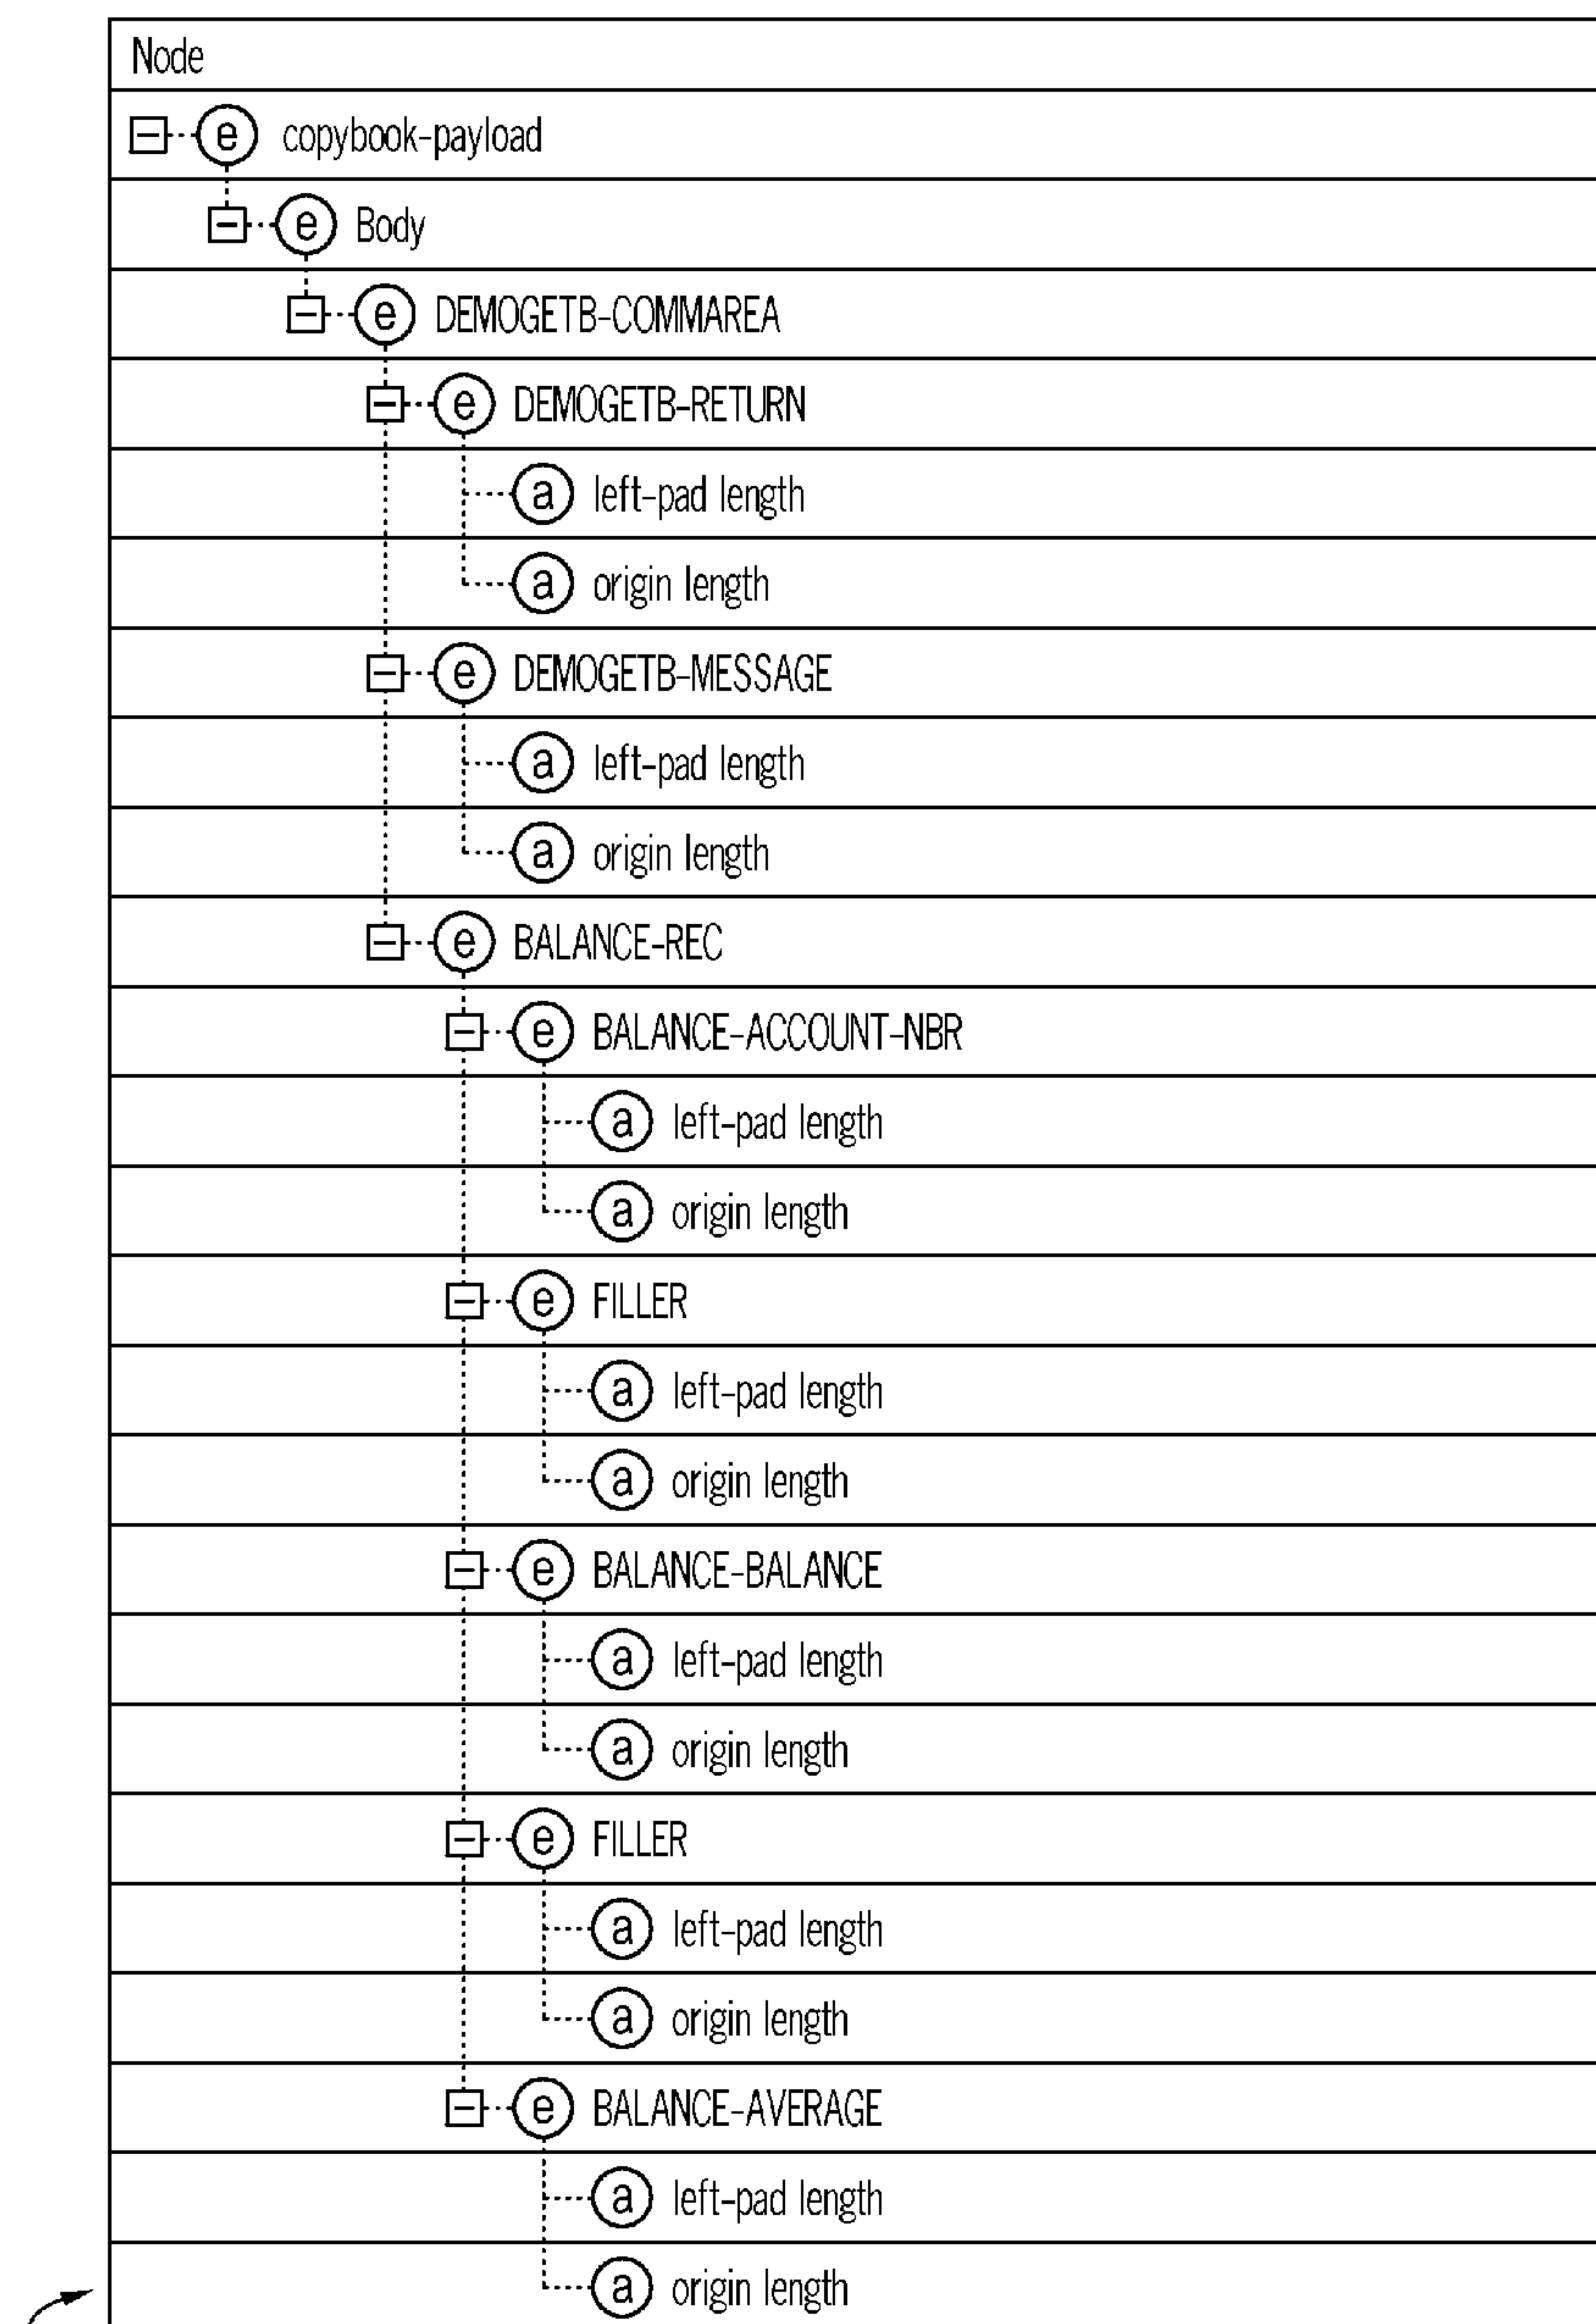 Node
e copybook-payload
e Body
e DEMOGETB-COMMAREA
e DEMOGETB-RETURN
a left-pad length
a origin length
e DEMOGETB-MESSAGE
a left-pad length
a origin length
e BALANCE-REC
e BALANCE-ACCOUNT-NBR
a left-pad length
a origin length
e FILLER
a left-pad length
a origin length
e BALANCE-BALANCE
a left-pad length
a origin length
e FILLER
a left-pad length
a origin length
e BALANCE-AVERAGE
a left-pad length
a origin length